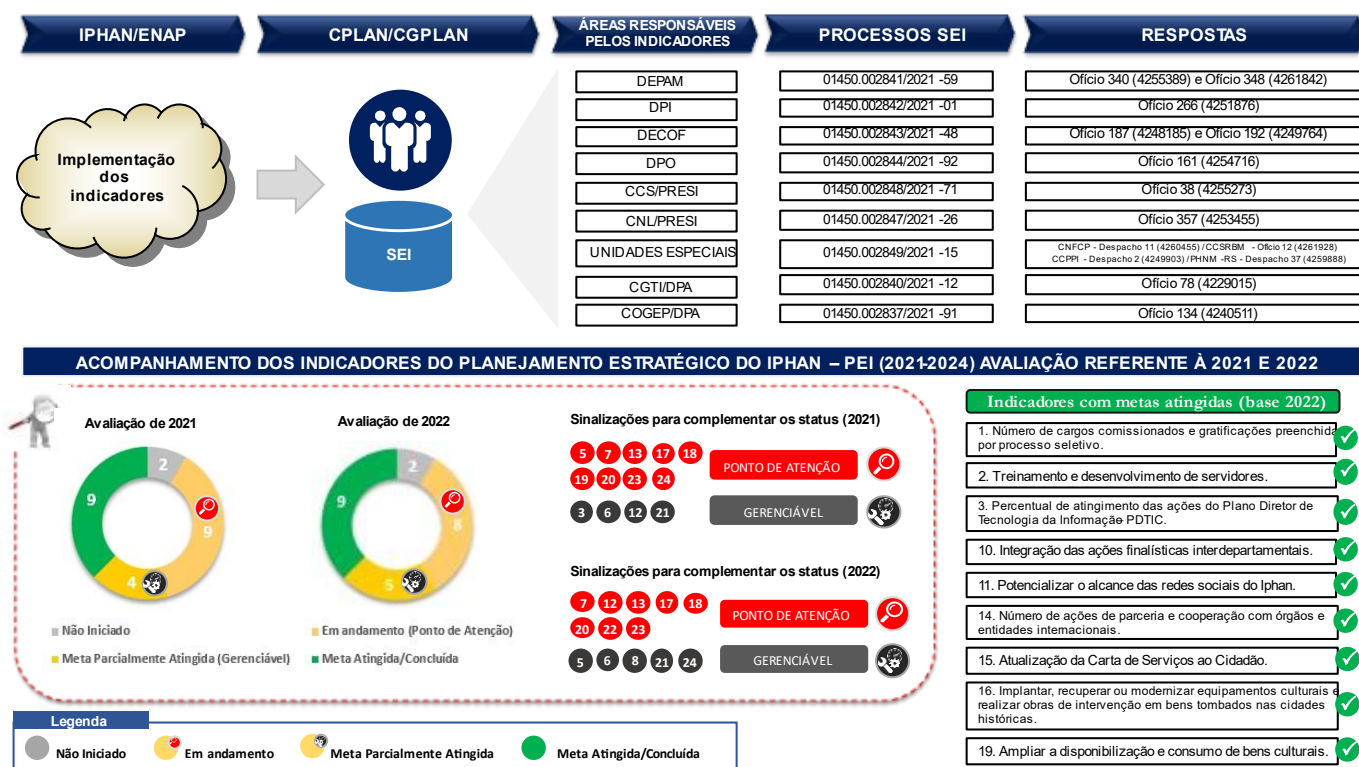 IPHAN/ENAP
CPLAN/CGPLAN
ÁREAS RESPONSÁVEIS
PELOS INDICADORES
PROCESSOS SEI
RESPOSTAS
Implementação
dos
indicadores
SEI
DEPAM
01450.002841/2021 -59
Ofício 340 (4255389) e Ofício 348 (4261842)
DPI
01450.002842/2021 -01
Ofício 266 (4251876)
DECOF
01450.002843/2021 -48
Ofício 187 (4248185) e Ofício 192 (4249764)
DPO
01450.002844/2021 -92
Ofício 161 (4254716)
CCS/PRESI
01450.002848/2021 -71
Ofício 38 (4255273)
CNL/PRESI
01450.002847/2021 -26
Ofício 357 (4253455)
UNIDADES ESPECIAIS
01450.002849/2021 -15
CNFCP - Despacho 11 (4260455) / CCSRBM - Ofício 12 (4261928)
CCPPI - Despacho 2 (4249903) / PHNM -RS - Despacho 37 (4259888)
CGTI/DPA
01450.002840/2021 -12
Ofício 78 (4229015)
COGEP/DPA
01450.002837/2021 -91
Ofício 134 (4240511)
ACOMPANHAMENTO DOS INDICADORES DO PLANEJAMENTO ESTRATÉGICO DO IPHAN – PEI (2021-2024) AVALIAÇÃO REFERENTE À 2021 E 2022
Avaliação de 2021
2
9
9
4
Avaliação de 2022
2
9
8
5
Não Iniciado
Em andamento (Ponto de Atenção)
Meta Parcialmente Atingida (Gerenciável)
Meta Atingida/Concluída
Sinalizações para complementar os status (2021)
5 7 13 17 18
19 20 23 24
PONTO DE ATENÇÃO
3 6 12 21
GERENCIÁVEL
Sinalizações para complementar os status (2022)
7 12 13 17 18
20 22 23
PONTO DE ATENÇÃO
5 6 8 21 24
GERENCIÁVEL
Indicadores com metas atingidas (base 2022)
1. Número de cargos comissionados e gratificações preenchida
por processo seletivo.
2. Treinamento e desenvolvimento de servidores.
3. Percentual de atingimento das ações do Plano Diretor de
Tecnologia da Informação PDTIC.
10. Integração das ações finalísticas interdepartamentais.
11. Potencializar o alcance das redes sociais do Iphan.
14. Número de ações de parceria e cooperação com órgãos e
entidades internacionais.
15. Atualização da Carta de Serviços ao Cidadão.
16. Implantar, recuperar ou modernizar equipamentos culturais e
realizar obras de intervenção em bens tombados nas cidades
históricas.
19. Ampliar a disponibilização e consumo de bens culturais.
Legenda
Não Iniciado
Em andamento
Meta Parcialmente Atingida
Meta Atingida/Concluída